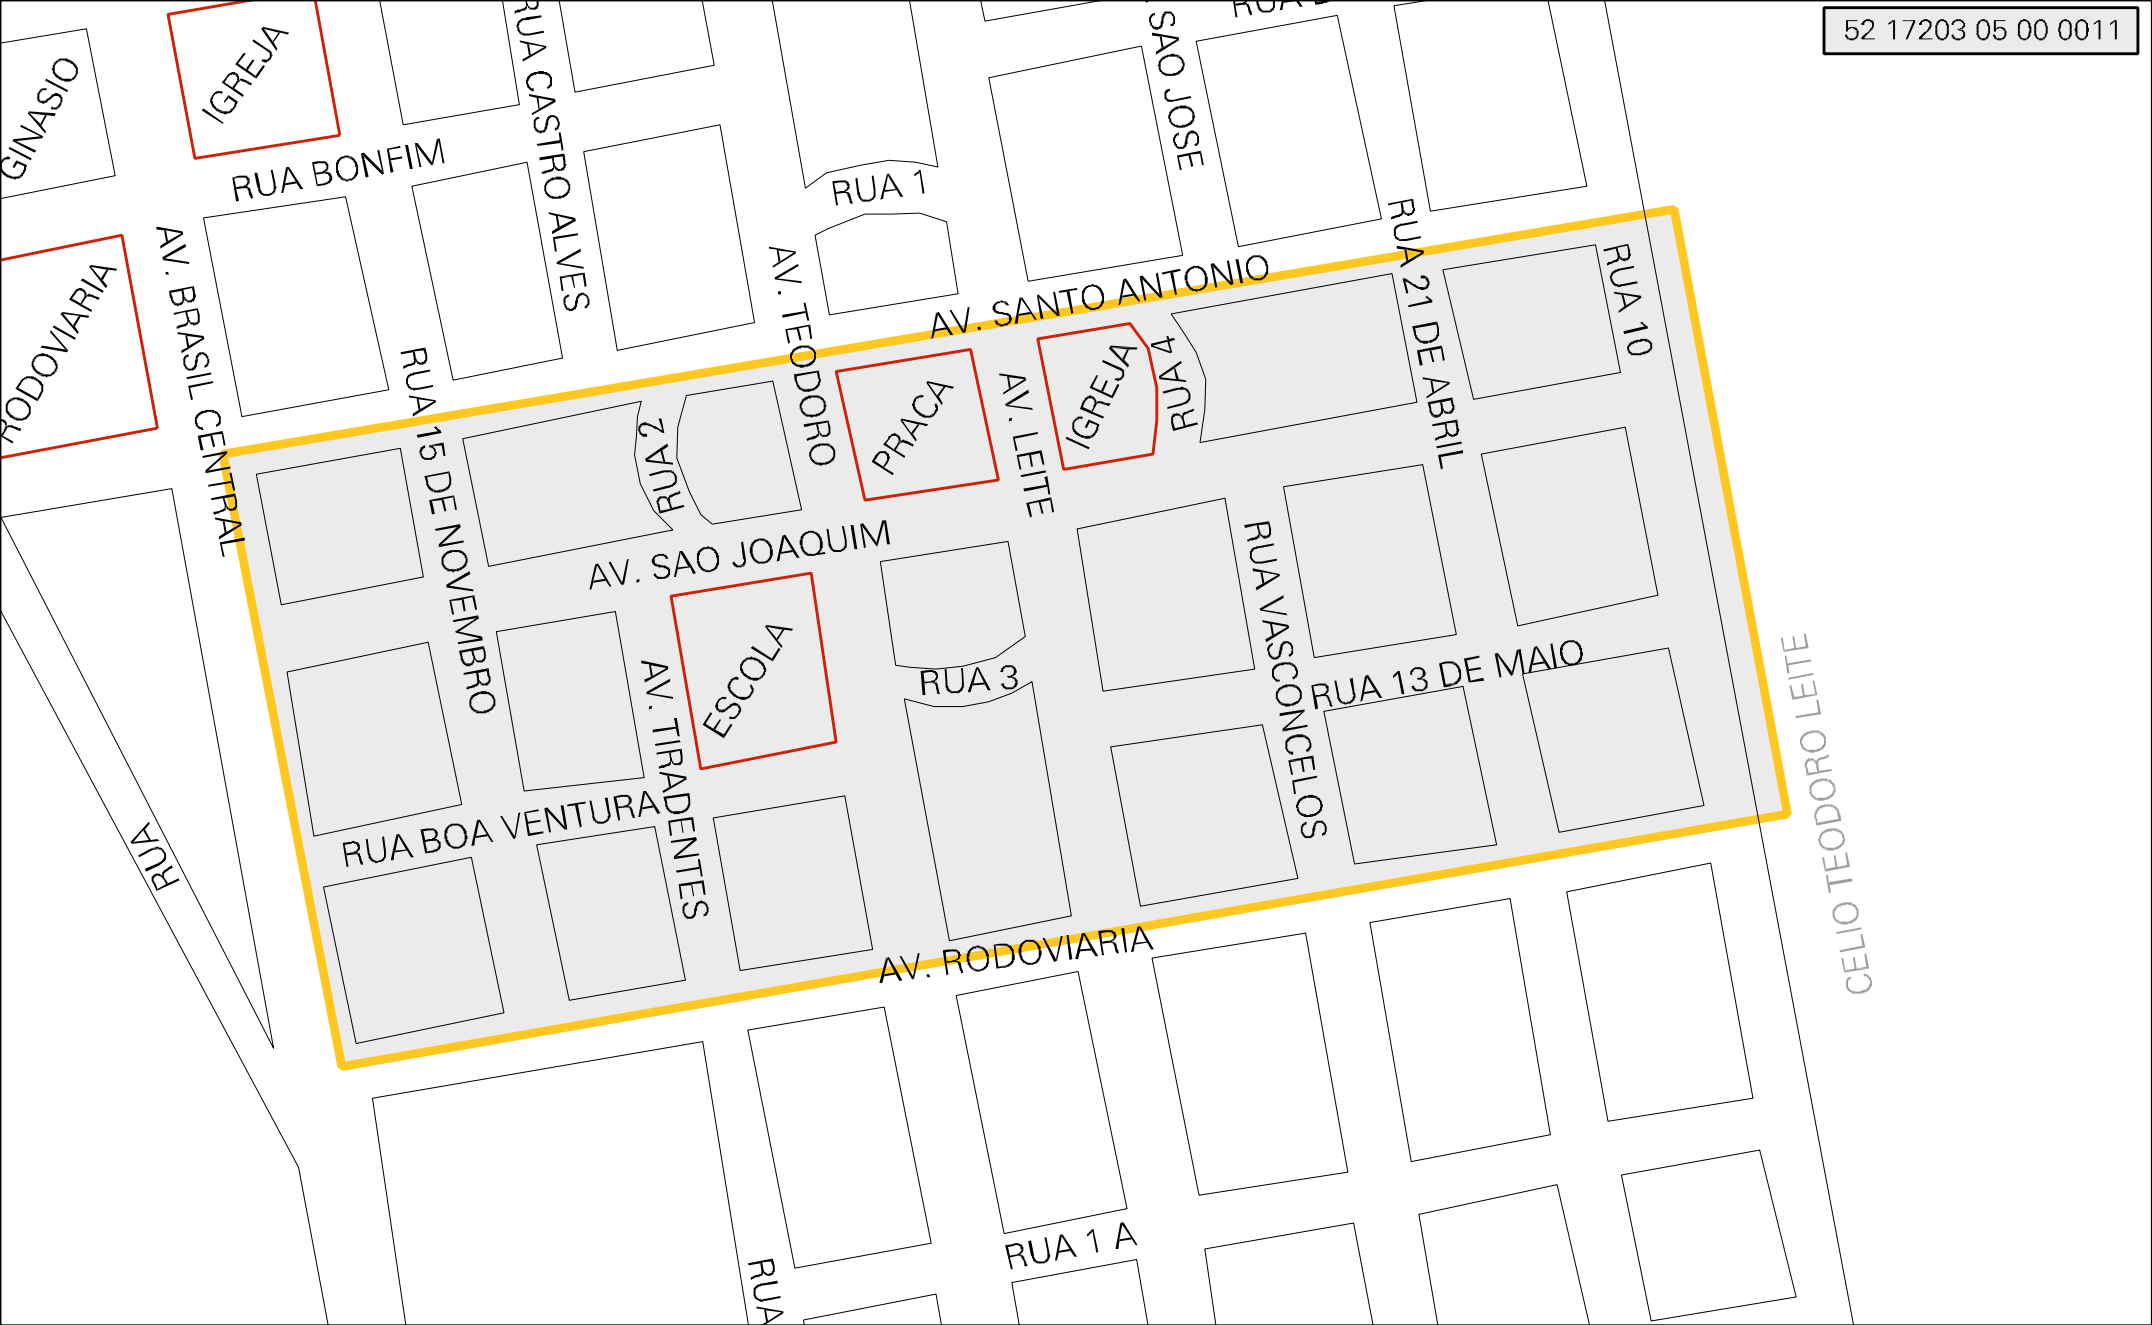 52 17203 05 00 0011
GINASIO
IGREJA
RUA CASTRO ALVES
SAO JOSE
RUA
RUA BONFIM
RUA 1
RODOVIARIA
AV. BRASIL CENTRAL
AV. TEODORO
AV. SANTO ANTONIO
RUA 21 DE ABRIL
RUA 10
RUA 15 DE NOVEMBRO
RUA 2
PRACA
AV. LEITE
IGREJA
RUA 4
AV. SAO JOAQUIM
RUA VASCONCELOS
ESCOLA
AV. TIRADENTES
RUA 3
RUA 13 DE MAIO
CELIO TEODORO LEITE
RUA BOA VENTURA
RUA
AV. RODOVIARIA
RUA 1 A
RUA